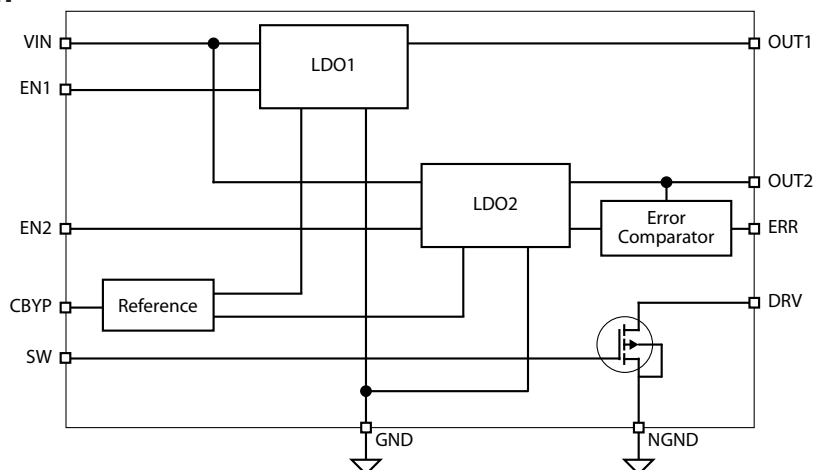 VIN
OUT1
LDO1
EN1
OUT2
LDO2
EN2
Error
Comparator
ERR
CBYP
Reference
DRV
SW
GND
NGND